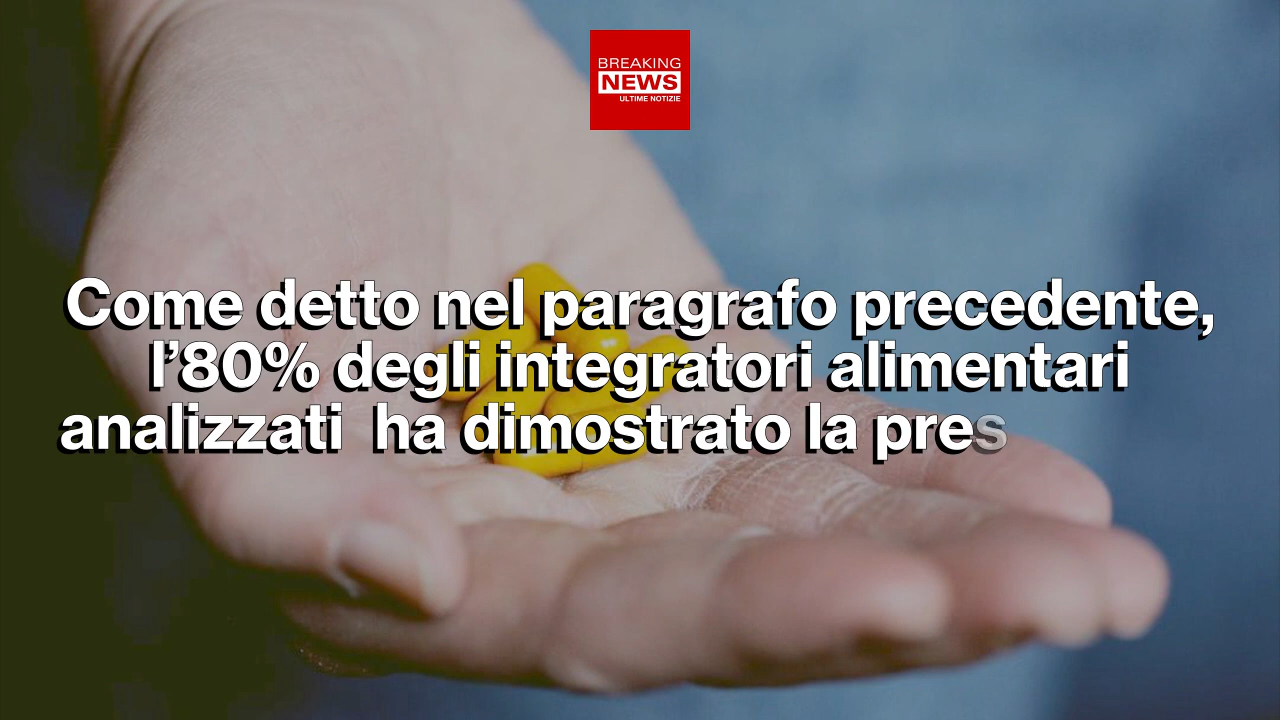 BREAKING
NEWS
ULTIME NOTIZIE
Come detto nel paragrafo precedente,
l’80% degli integratori alimentari
analizzati ha dimostrato la pres